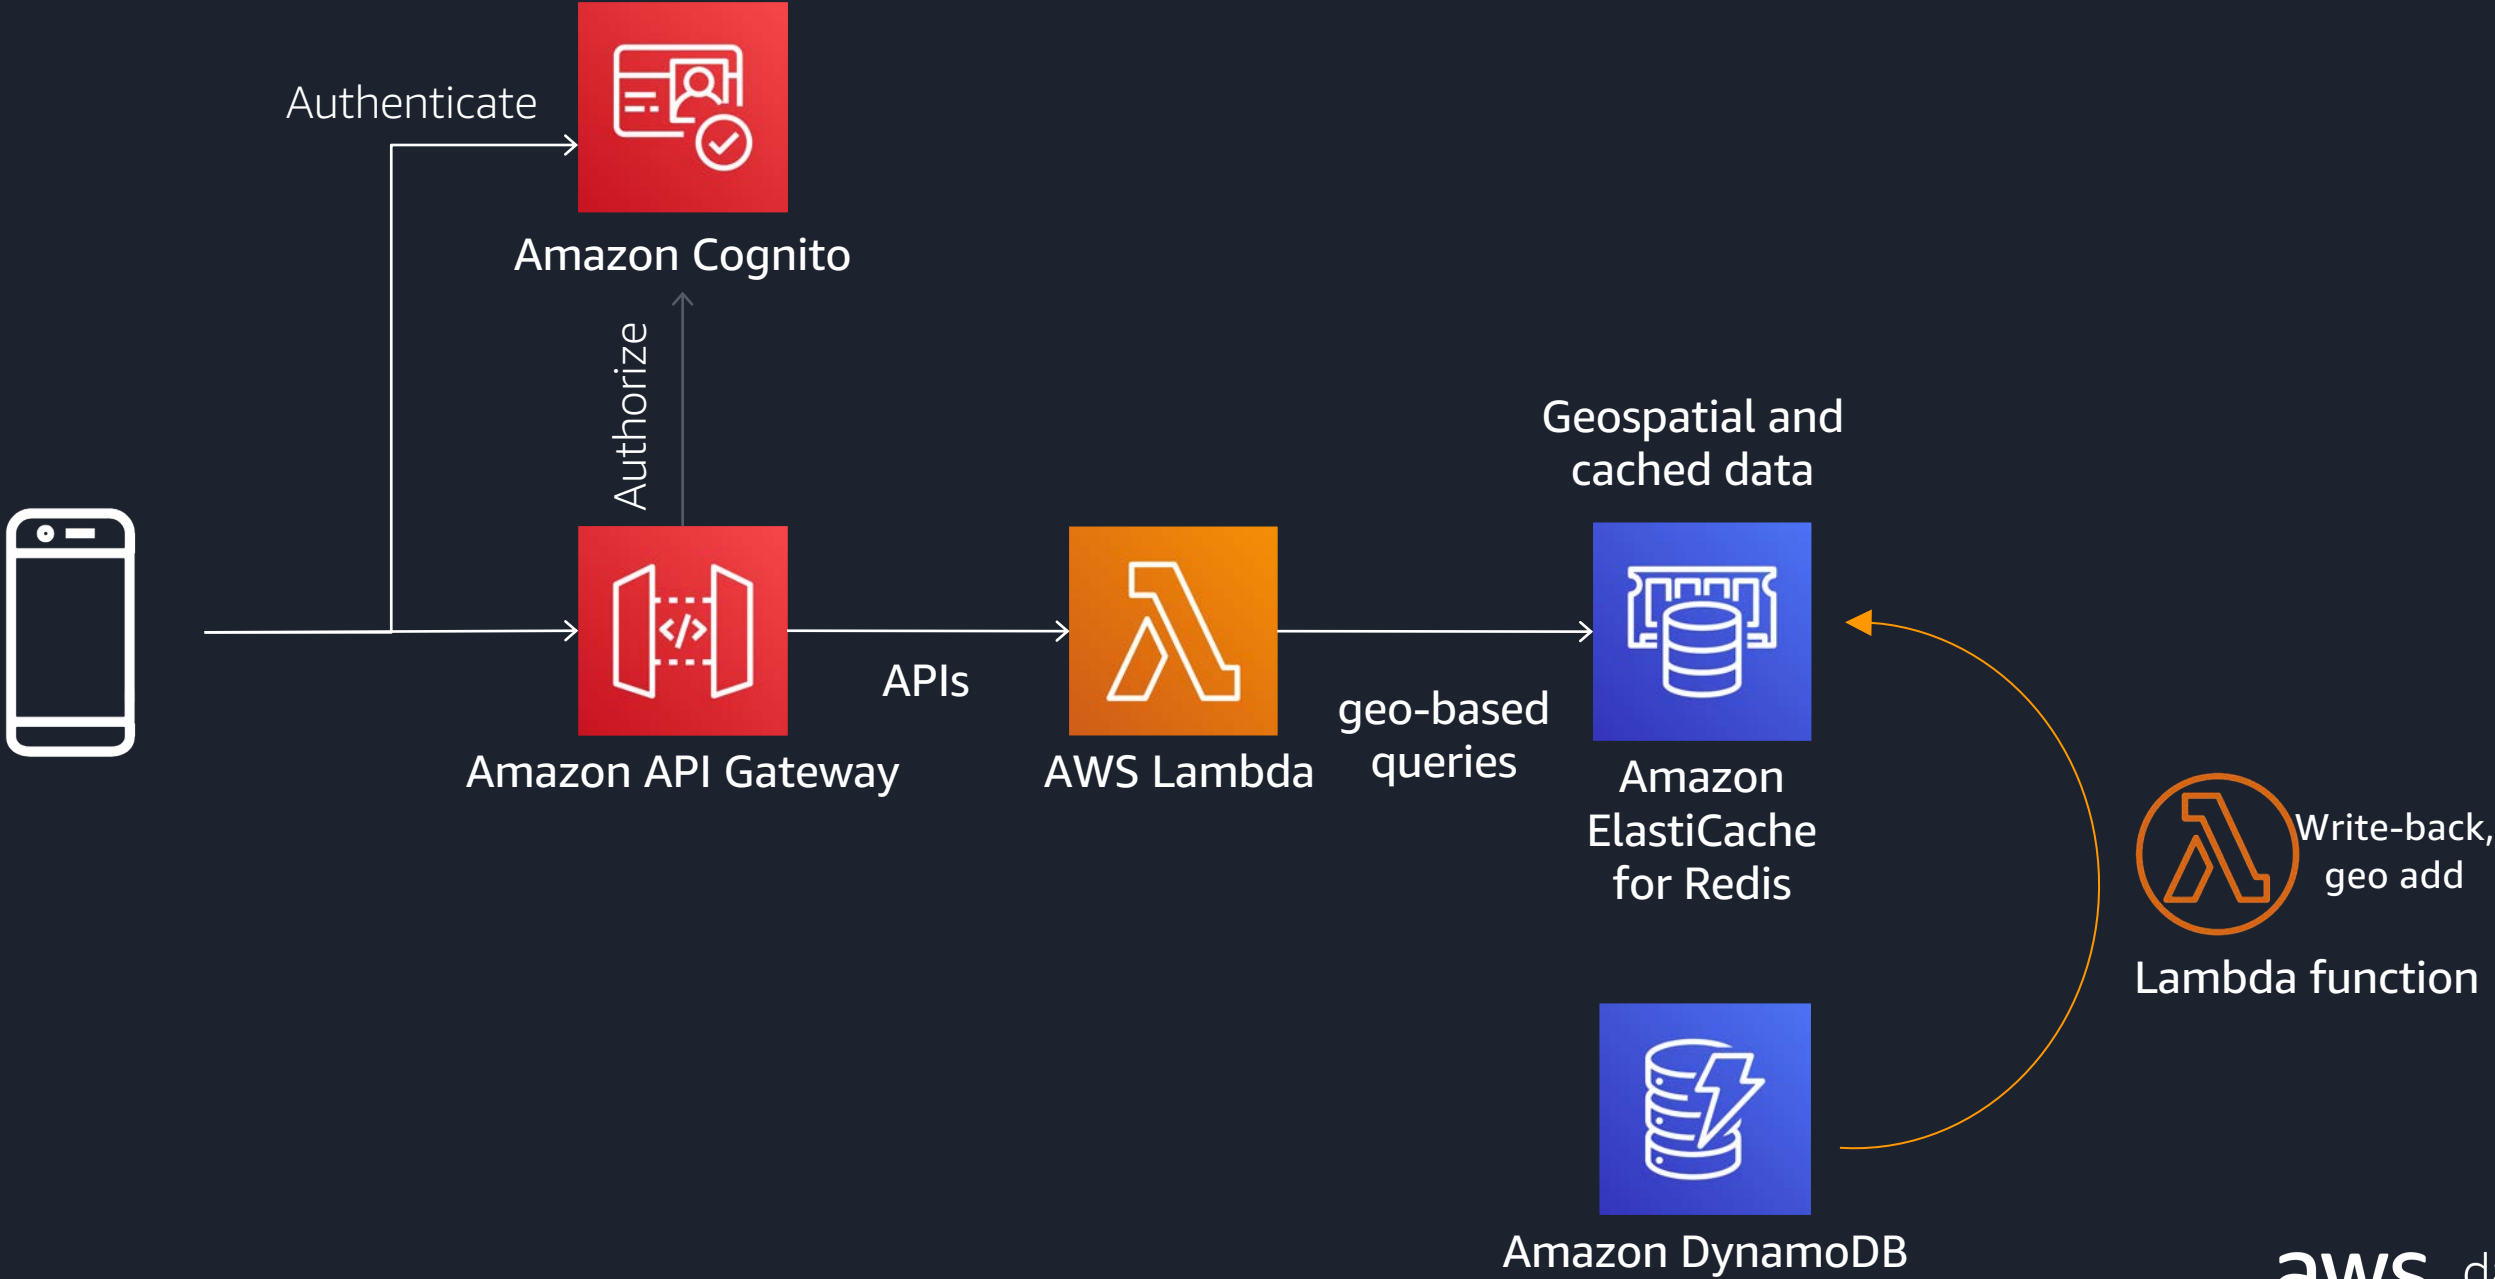 Authenticate
Amazon Cognito
Authorize
Geospatial and
cached data
</>
APIs
geo-based
queries
Amazon API Gateway
AWS Lambda
Amazon
ElastiCache
for Redis
Write-back,
geo add
Lambda function
Amazon DynamoDB
aws